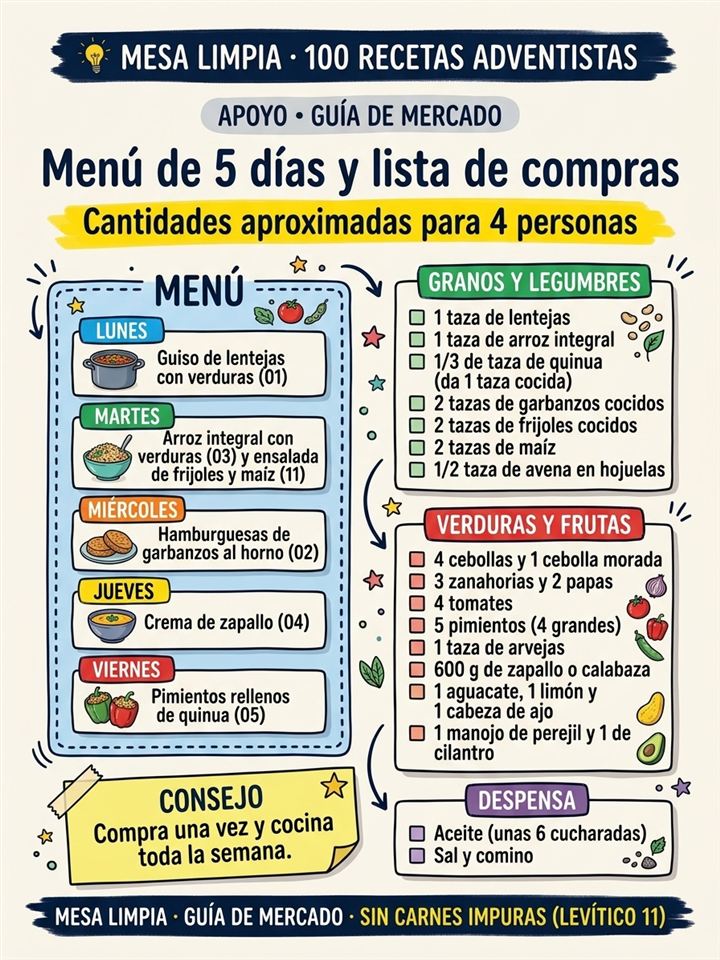 MESA LIMPIA · 100 RECETAS ADVENTISTAS
APOYO • GUÍA DE MERCADO
Menú de 5 días y lista de compras
Cantidades aproximadas para 4 personas
MENÚ
LUNES
Guiso de lentejas
con verduras (01)
MARTES
Arroz integral con
verduras (03) y ensalada
de frijoles y maíz (11)
MIÉRCOLES
Hamburguesas de
garbanzos al horno (02)
JUEVES
Crema de zapallo (04)
VIERNES
Pimientos rellenos
de quinua (05)
CONSEJO
Compra una vez y cocina
toda la semana.
GRANOS Y LEGUMBRES
1 taza de lentejas
1 taza de arroz integral
1/3 de taza de quinua
(da 1 taza cocida)
2 tazas de garbanzos cocidos
2 tazas de frijoles cocidos
2 tazas de maíz
1/2 taza de avena en hojuelas
VERDURAS Y FRUTAS
4 cebollas y 1 cebolla morada
3 zanahorias y 2 papas
4 tomates
5 pimientos (4 grandes)
1 taza de arvejas
600 g de zapallo o calabaza
1 aguacate, 1 limón y
1 cabeza de ajo
1 manojo de perejil y 1 de
cilantro
DESPENSA
Aceite (unas 6 cucharadas)
Sal y comino
MESA LIMPIA · GUÍA DE MERCADO · SIN CARNES IMPURAS (LEVÍTICO 11)